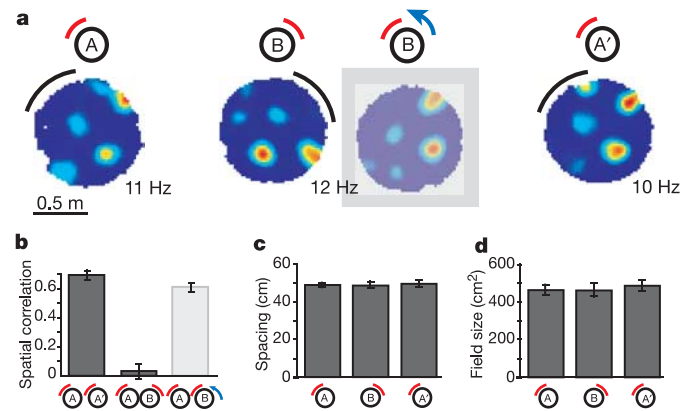 a
A B B A′
11 Hz 12 Hz 10 Hz
0.5 m
b
Spatial correlation
0.6
0.4
0.2
0
A A′ A B A B
c
Spacing (cm)
60
40
20
0
A B A′
d
Field size (cm²)
600
400
200
0
A B A′